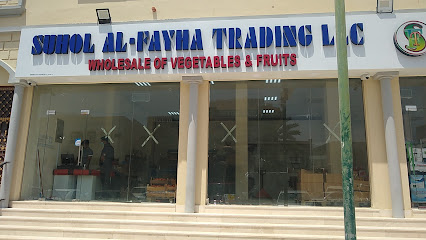 SUHOL AL-FAYHA TRADING LLC
WHOLESALE OF VEGETABLES & FRUITS